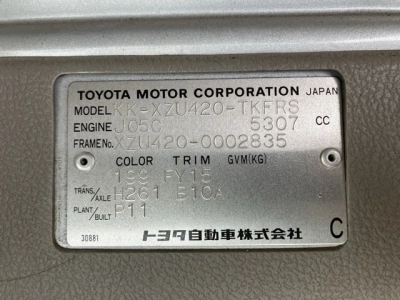 TOYOTA MOTOR CORPORATION JAPAN
MODEL KK-XZU420-TKFRS
ENGINE J05C 5307 CC
FRAME No. XZU420-0002835
COLOR TRIM GVM(KG)
199 FY15
TRANS./AXLE H261 B10A
PLANT/BUILT P11
30881 トヨタ自動車株式会社 C